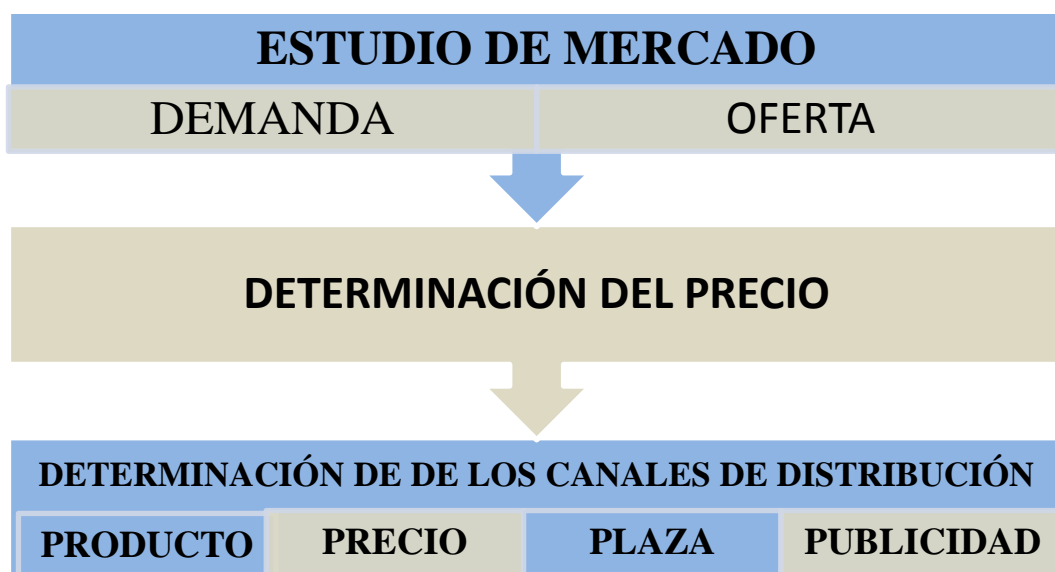 ESTUDIO DE MERCADO
DEMANDA OFERTA
DETERMINACIÓN DEL PRECIO
DETERMINACIÓN DE DE LOS CANALES DE DISTRIBUCIÓN
PRODUCTO PRECIO PLAZA PUBLICIDAD